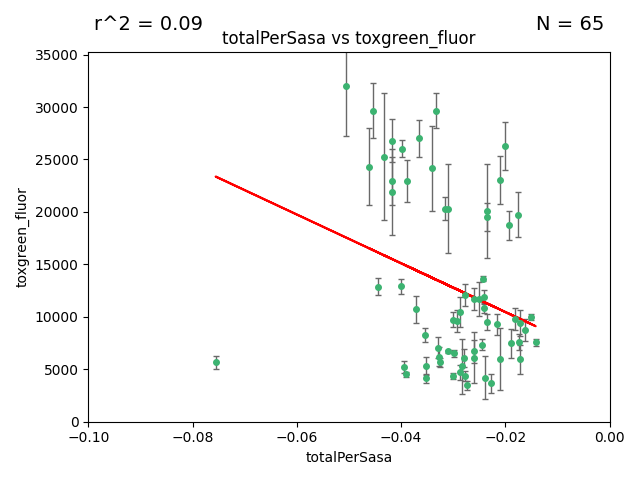 r^2 = 0.09
N = 65
totalPerSasa vs toxgreen_fluor
35000
30000
25000
20000
15000
10000
5000
0
toxgreen_fluor
−0.10
−0.08
−0.06
−0.04
−0.02
0.00
totalPerSasa